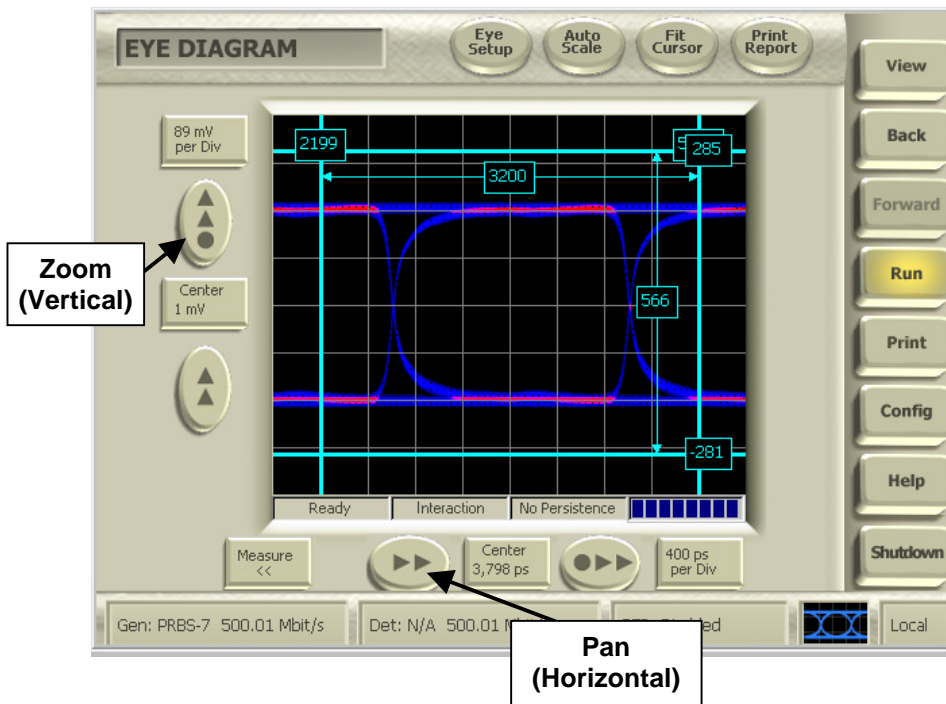 EYE DIAGRAM
Eye
Setup
Auto
Scale
Fit
Cursor
Print
Report
View
Back
Forward
Run
Print
Config
Help
Shutdown
89 mV
per Div
Zoom
(Vertical)
Center
1 mV
2199
285
3200
566
-281
Ready
Interaction
No Persistence
Measure
<<
Center
3,798 ps
400 ps
per Div
Gen: PRBS-7 500.01 Mbit/s
Det: N/A 500.01
Local
Pan
(Horizontal)